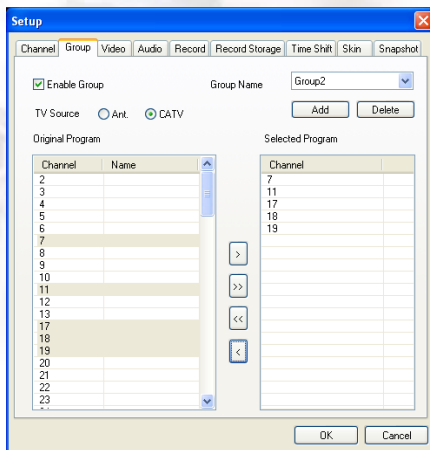 Setup
Channel Group Video Audio Record Record Storage Time Shift Skin Snapshot
Enable Group Group Name Group2
TV Source Ant. CATV Add Delete
Original Program Selected Program
Channel Name Channel
2 7
3 11
4 17
5 18
6 19
7
8
9 >
10
11 >>
12
13 <<
17
18
19 <
20
21
22
23
OK Cancel